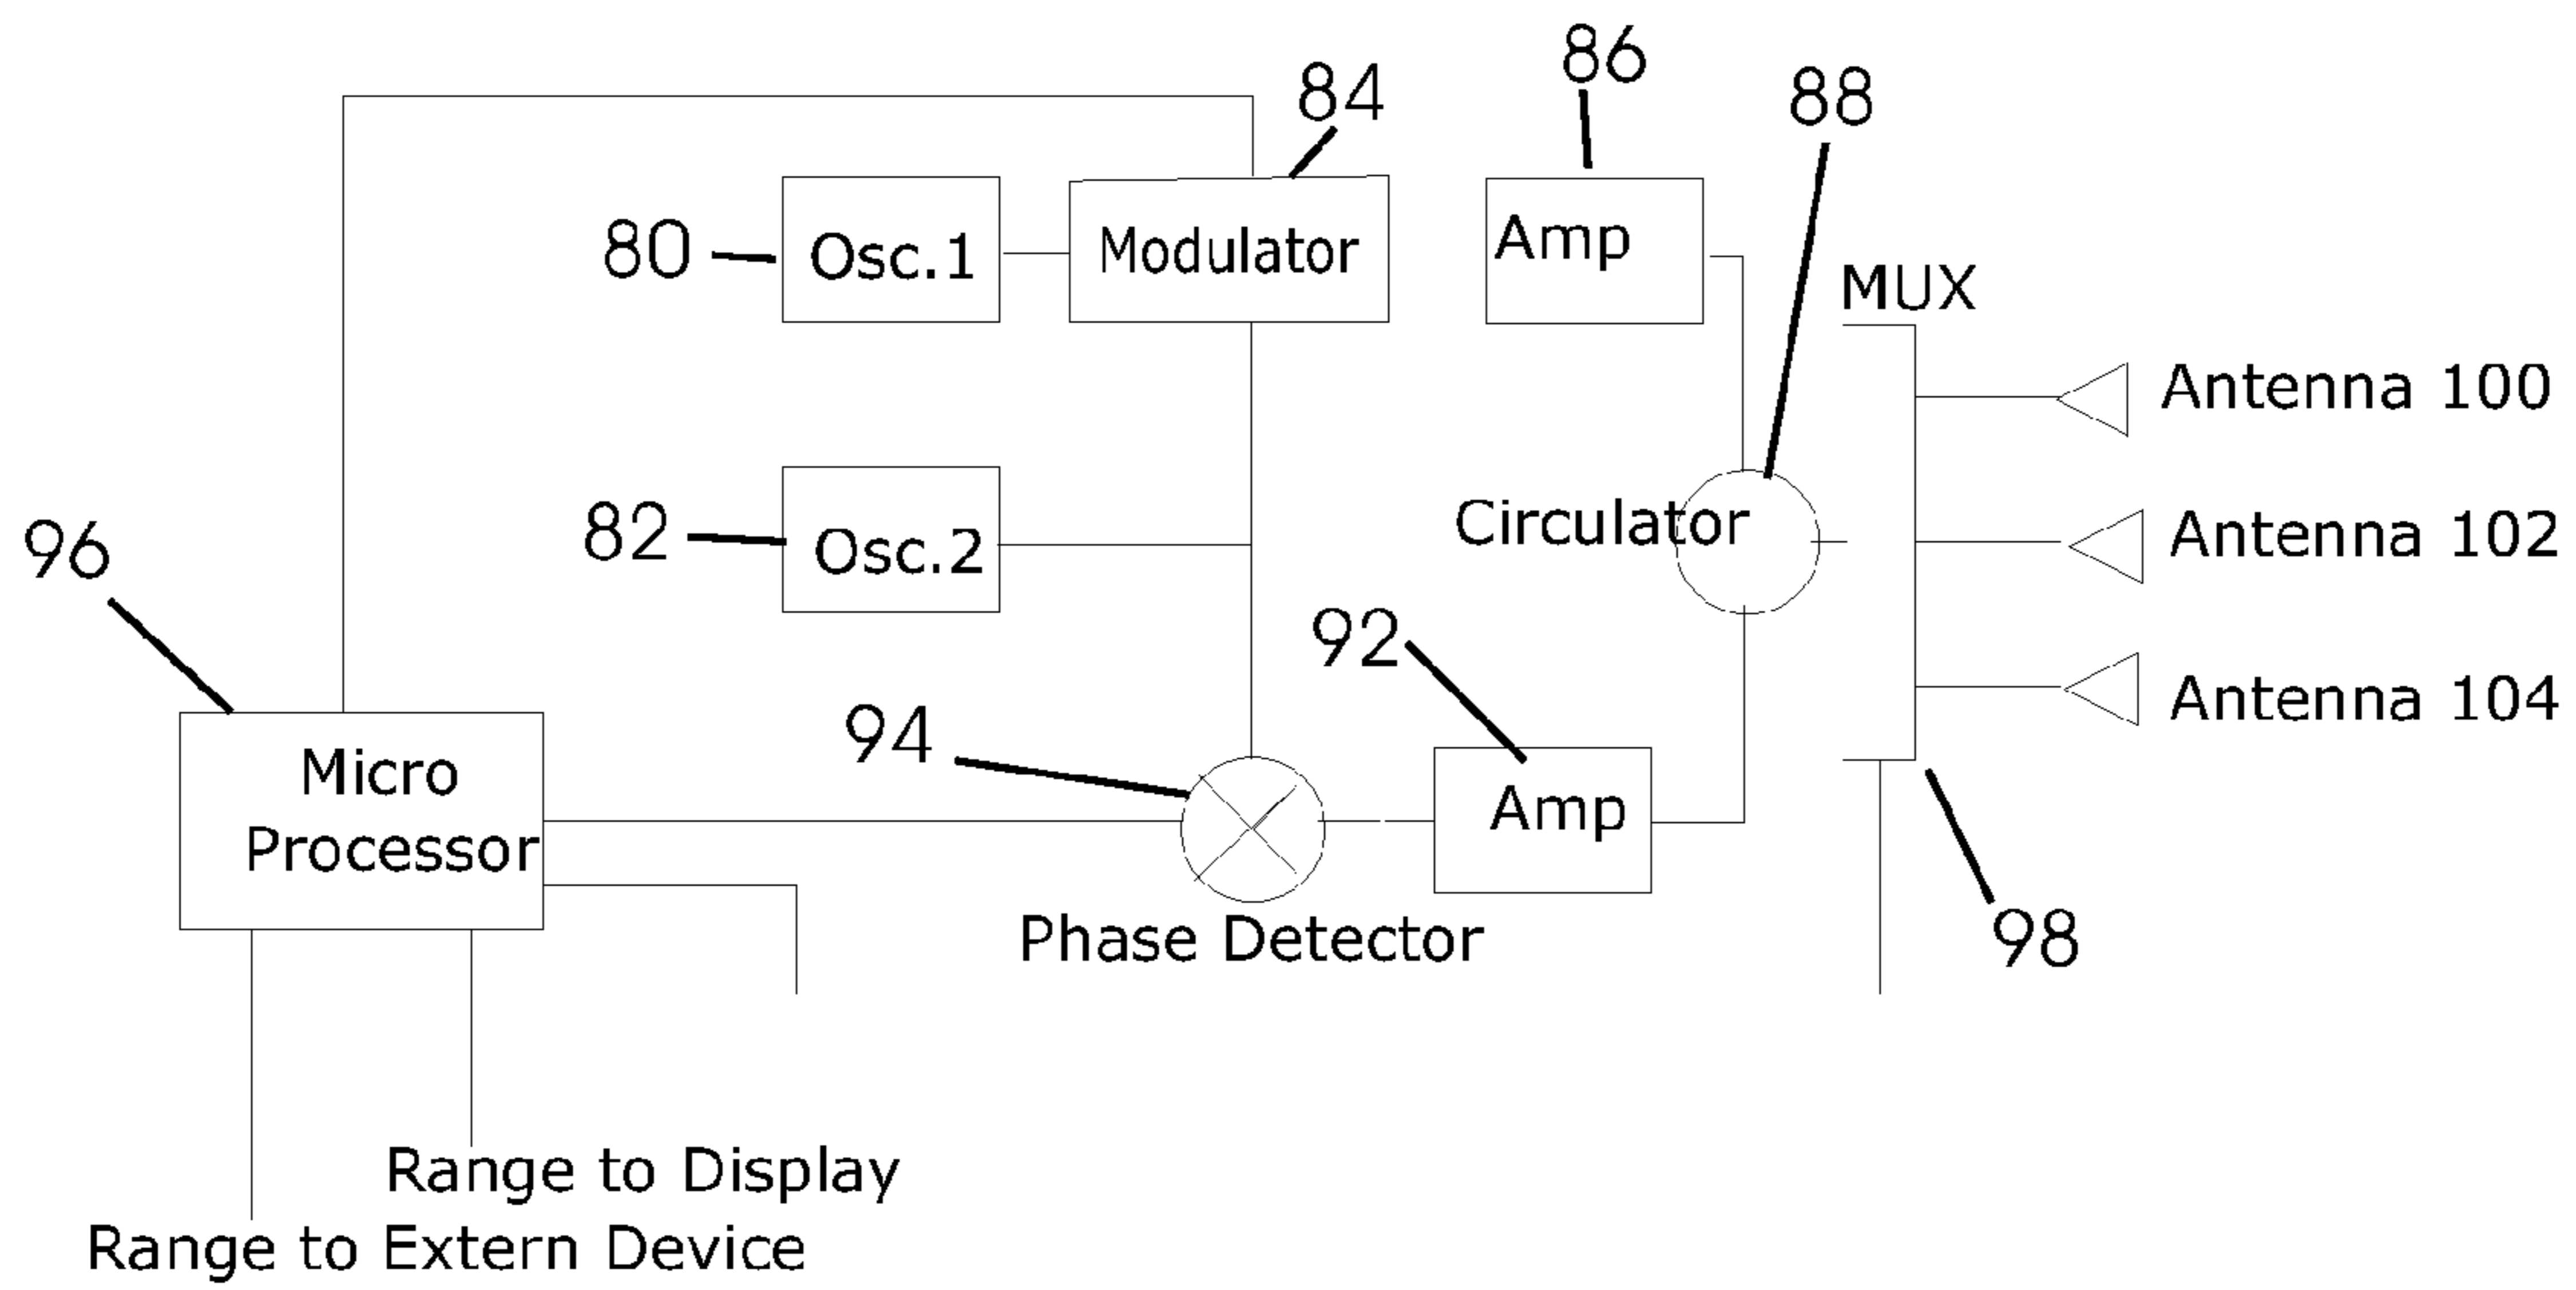 86
84
88
80
Osc.1
Modulator
Amp
MUX
Antenna 100
82
Osc.2
Circulator
Antenna 102
96
92
Antenna 104
94
Micro
Processor
Amp
Phase Detector
98
Range to Display
Range to Extern Device